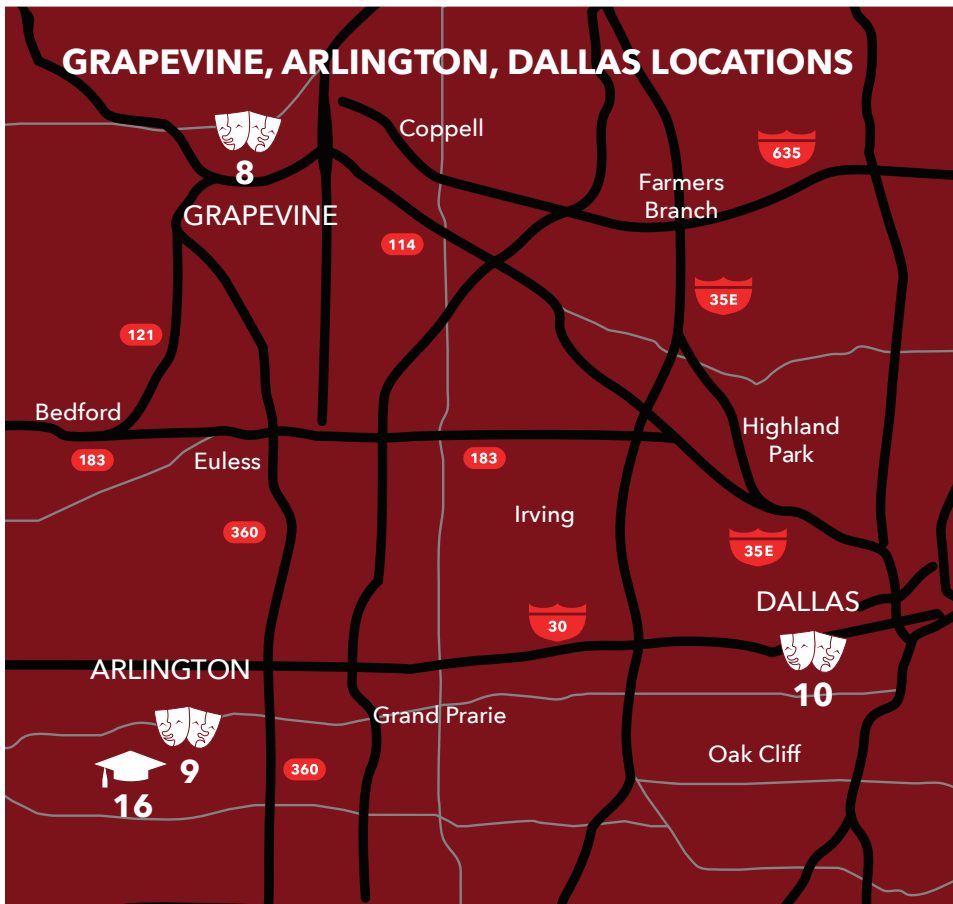 GRAPEVINE, ARLINGTON, DALLAS LOCATIONS
Coppell
635
8
Farmers
Branch
GRAPEVINE
114
35E
121
Bedford
Highland
Park
183
Euless
183
Irving
360
35E
DALLAS
30
ARLINGTON
10
Grand Prarie
Oak Cliff
9
360
16